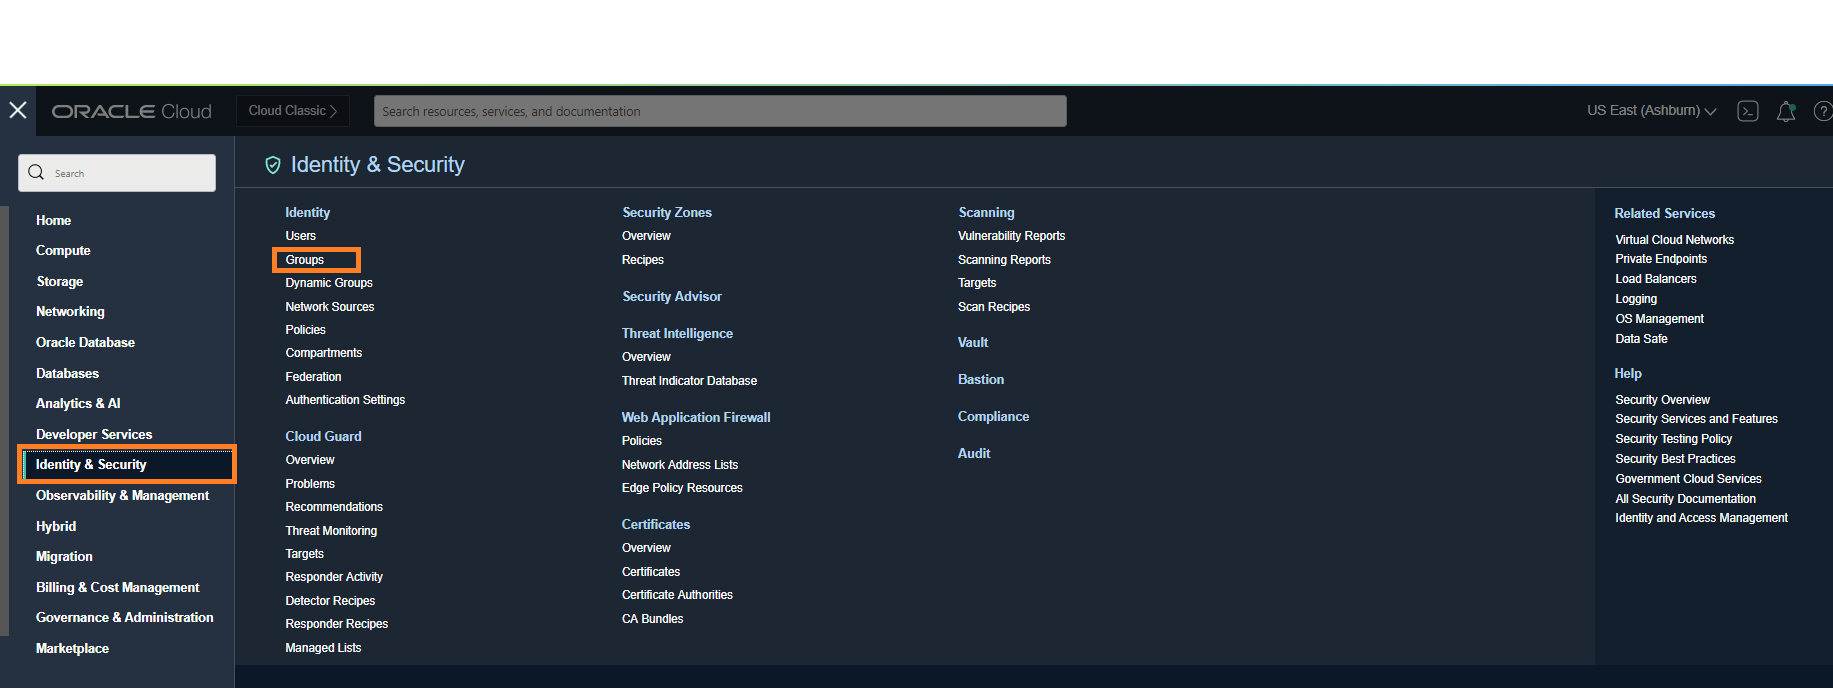 ORACLE Cloud
Cloud Classic
Search resources, services, and documentation
US East (Ashburn)
?
Search
Home
Compute
Storage
Networking
Oracle Database
Databases
Analytics & AI
Developer Services
Identity & Security
Observability & Management
Hybrid
Migration
Billing & Cost Management
Governance & Administration
Marketplace
Identity & Security
Identity
Users
Groups
Dynamic Groups
Network Sources
Policies
Compartments
Federation
Authentication Settings
Cloud Guard
Overview
Problems
Recommendations
Threat Monitoring
Targets
Responder Activity
Detector Recipes
Responder Recipes
Managed Lists
Security Zones
Overview
Recipes
Security Advisor
Threat Intelligence
Overview
Threat Indicator Database
Web Application Firewall
Policies
Network Address Lists
Edge Policy Resources
Certificates
Overview
Certificates
Certificate Authorities
CA Bundles
Scanning
Vulnerability Reports
Scanning Reports
Targets
Scan Recipes
Vault
Bastion
Compliance
Audit
Related Services
Virtual Cloud Networks
Private Endpoints
Load Balancers
Logging
OS Management
Data Safe
Help
Security Overview
Security Services and Features
Security Testing Policy
Security Best Practices
Government Cloud Services
All Security Documentation
Identity and Access Management